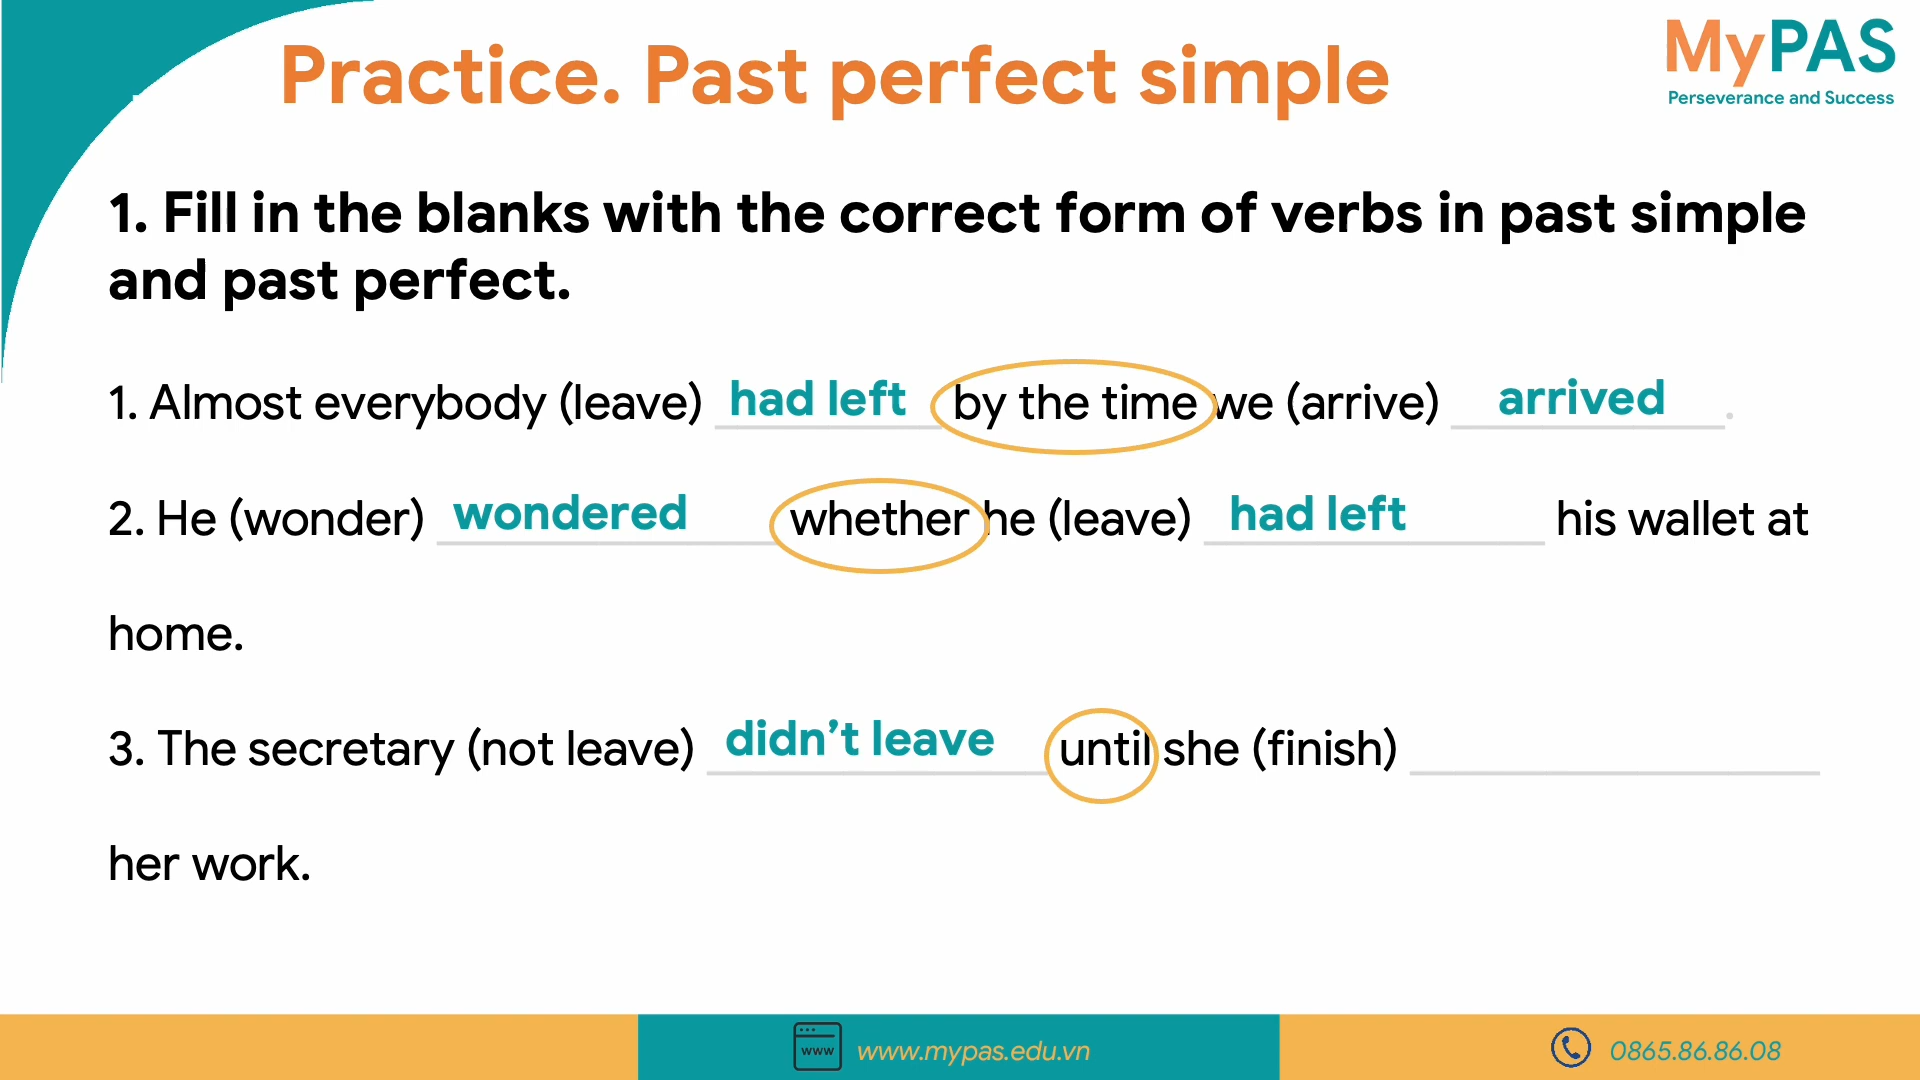 Practice. Past perfect simple
MyPAS
Perseverance and Success
1. Fill in the blanks with the correct form of verbs in past simple
and past perfect.
1. Almost everybody (leave) had left by the time we (arrive) arrived.
2. He (wonder) wondered whether he (leave) had left his wallet at
home.
3. The secretary (not leave) didn’t leave until she (finish) ____
her work.
www www.mypas.edu.vn
0865.86.86.08